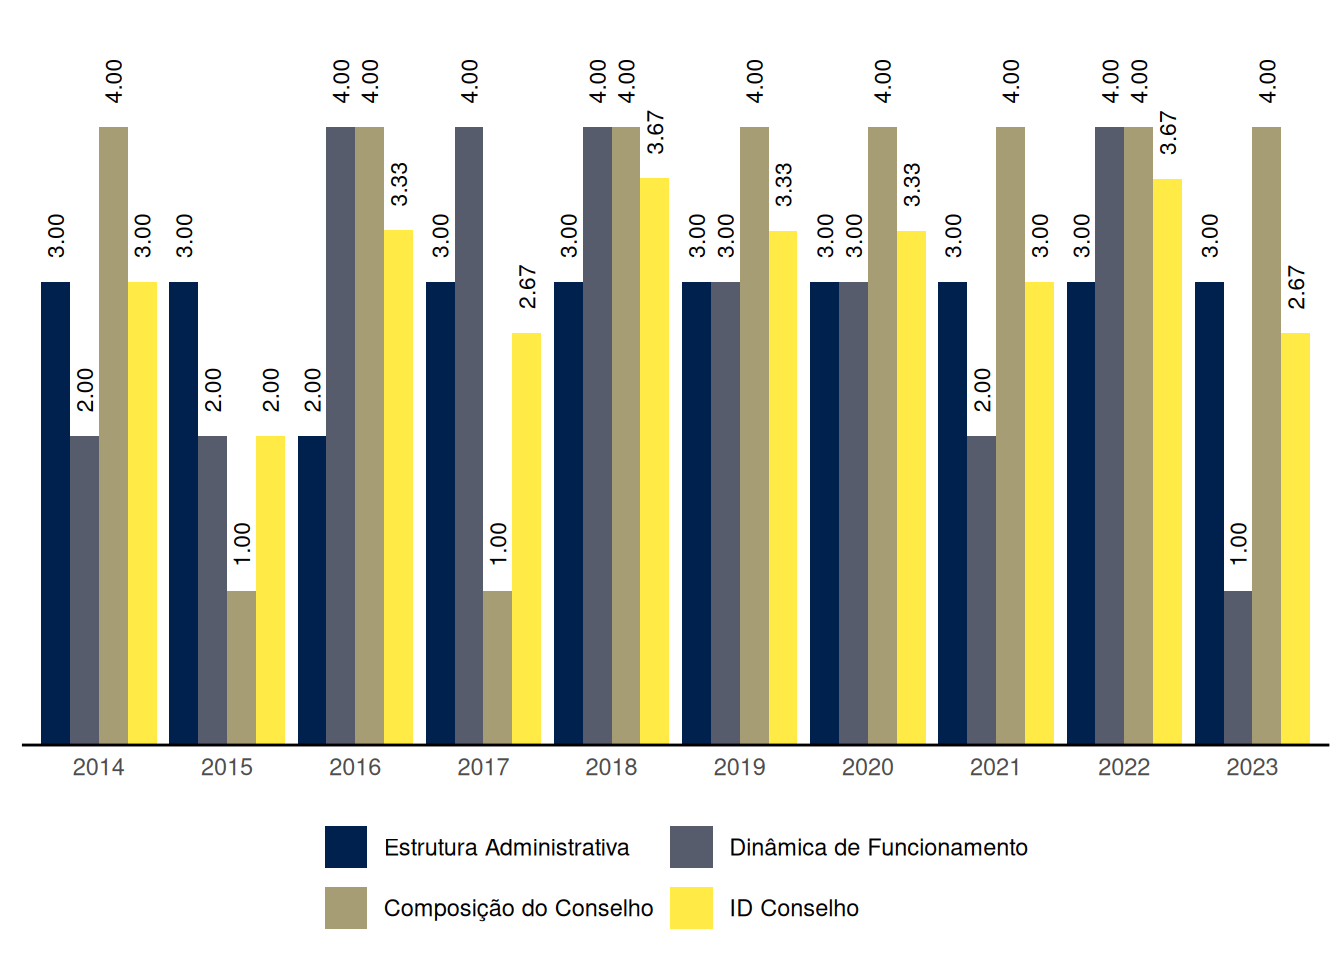 4.00 4.00 4.00 4.00 4.00 4.00 4.00 4.00 4.00 4.00 4.00 4.00
3.67 3.67
3.33 3.33 3.33
3.00 3.00 3.00 3.00 3.00 3.00 3.00 3.00 3.00 3.00 3.00 3.00 3.00
2.67 2.67
2.00 2.00 2.00 2.00 2.00
1.00 1.00 1.00
2014 2015 2016 2017 2018 2019 2020 2021 2022 2023
Estrutura Administrativa Dinâmica de Funcionamento
Composição do Conselho ID Conselho